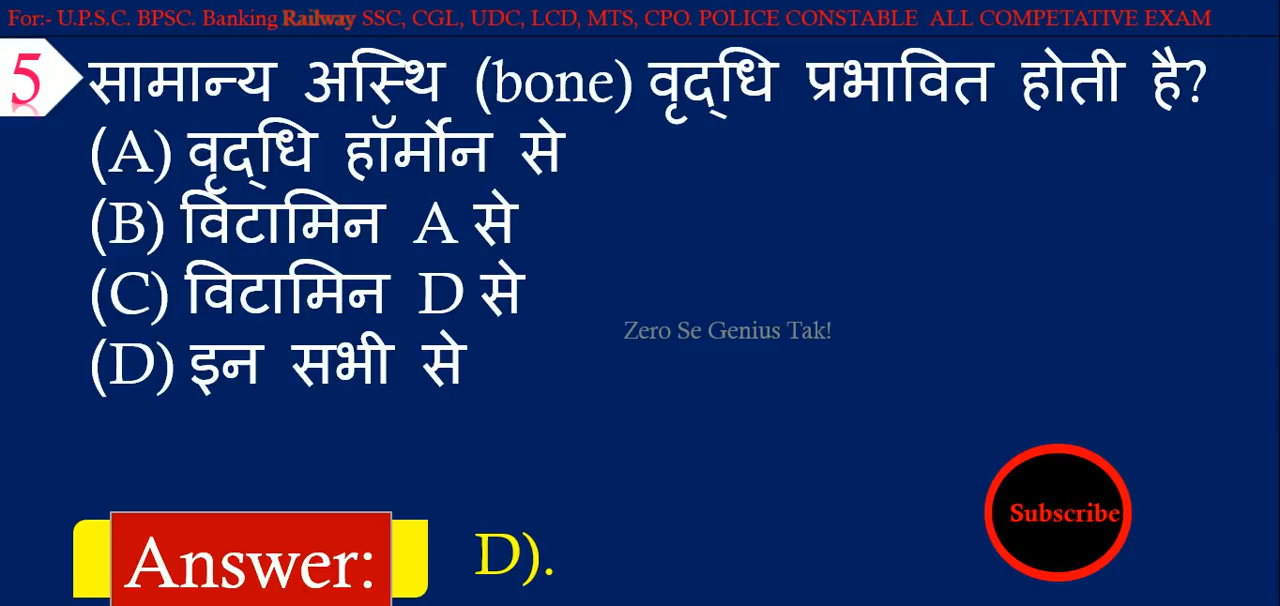 For:- U.P.S.C. BPSC. Banking Railway SSC, CGL, UDC, LCD, MTS, CPO. POLICE CONSTABLE ALL COMPETATIVE EXAM
5 सामान्य अस्थि (bone) वृद्धि प्रभावित होती है?
(A) वृद्धि हॉर्मोन से
(B) विटामिन A से
(C) विटामिन D से
Zero Se Genius Tak!
(D) इन सभी से
Subscribe
Answer: D).